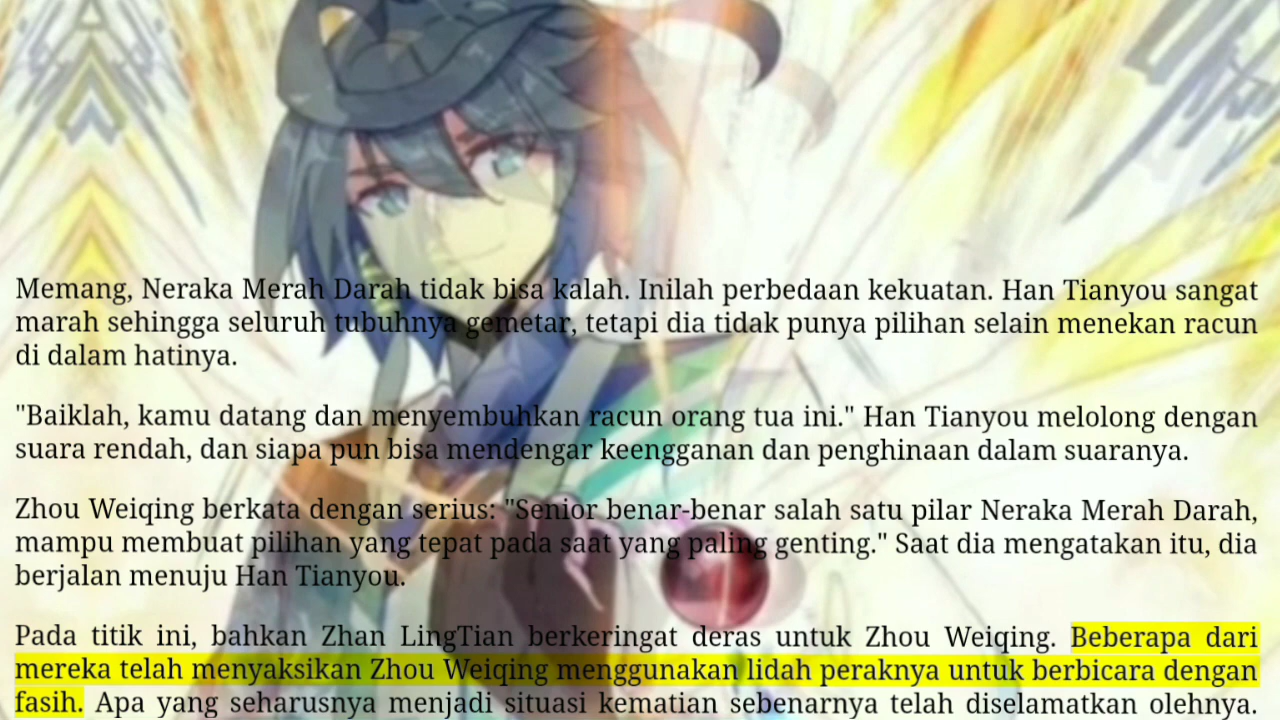 Memang, Neraka Merah Darah tidak bisa kalah. Inilah perbedaan kekuatan. Han Tianyou sangat
marah sehingga seluruh tubuhnya gemetar, tetapi dia tidak punya pilihan selain menekan racun
di dalam hatinya.
"Baiklah, kamu datang dan menyembuhkan racun orang tua ini." Han Tianyou melolong dengan
suara rendah, dan siapa pun bisa mendengar keengganan dan penghinaan dalam suaranya.
Zhou Weiqing berkata dengan serius: "Senior benar-benar salah satu pilar Neraka Merah Darah,
mampu membuat pilihan yang tepat pada saat yang paling genting." Saat dia mengatakan itu, dia
berjalan menuju Han Tianyou.
Pada titik ini, bahkan Zhan LingTian berkeringat deras untuk Zhou Weiqing. Beberapa dari
mereka telah menyaksikan Zhou Weiqing menggunakan lidah peraknya untuk berbicara dengan
fasih. Apa yang seharusnya menjadi situasi kematian sebenarnya telah diselamatkan olehnya.